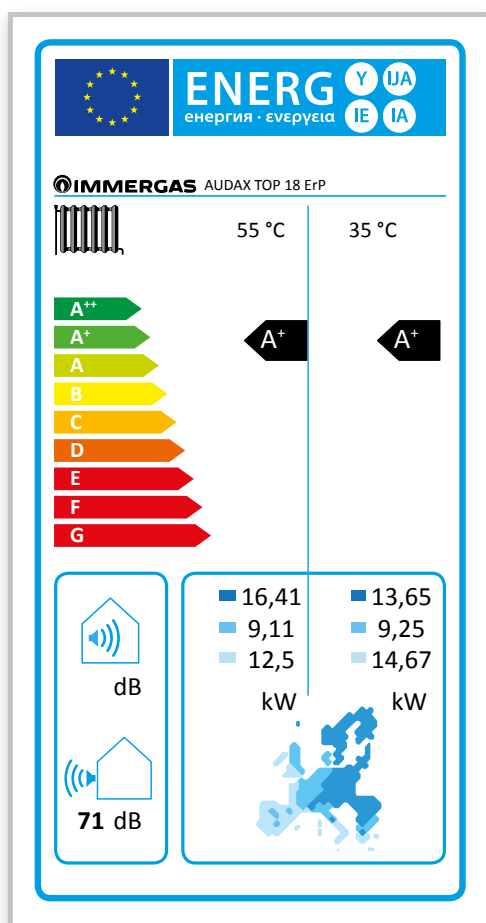 ENERG Y IJA
енергия · ενεργεια IE IA
IMMERGAS AUDAX TOP 18 ErP
55 °C 35 °C
A++
A+ A+ A+
A
B
C
D
E
F
G
16,41 13,65
9,11 9,25
12,5 14,67
dB
kW kW
71 dB